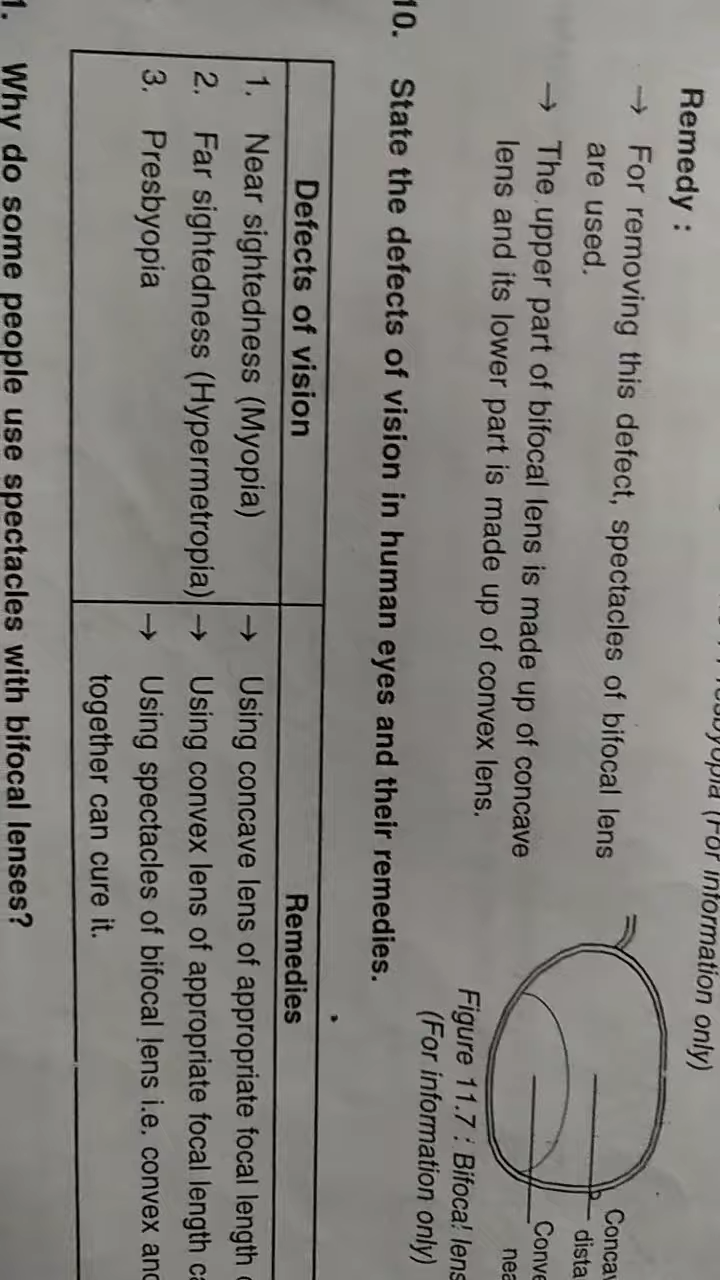 (For information only)
Remedy :
→ For removing this defect, spectacles of bifocal lens
are used.
→ The upper part of bifocal lens is made up of concave
lens and its lower part is made up of convex lens.
Figure 11.7 : Bifocal lens
(For information only)
10. State the defects of vision in human eyes and their remedies.
Defects of vision Remedies
1. Near sightedness (Myopia) → Using concave lens of appropriate focal length
2. Far sightedness (Hypermetropia) → Using convex lens of appropriate focal length
3. Presbyopia → Using spectacles of bifocal lens i.e. convex and
together can cure it.
1. Why do some people use spectacles with bifocal lenses?